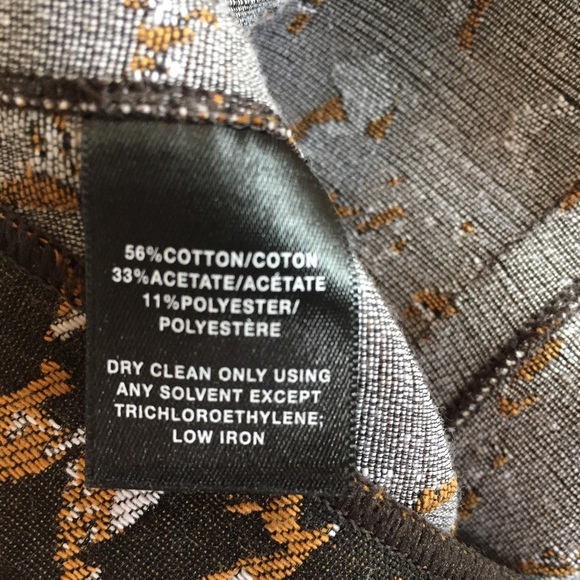 56%COTTON/COTON
33%ACETATE/ACÉTATE
11%POLYESTER/
POLYESTÈRE
DRY CLEAN ONLY USING
ANY SOLVENT EXCEPT
TRICHLOROETHYLENE;
LOW IRON